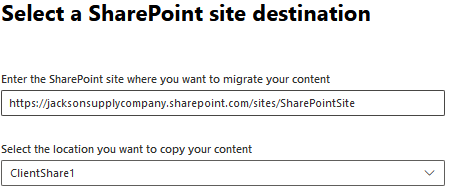 Select a SharePoint site destination
Enter the SharePoint site where you want to migrate your content
https://jacksonsupplycompany.sharepoint.com/sites/SharePointSite
Select the location you want to copy your content
ClientShare1